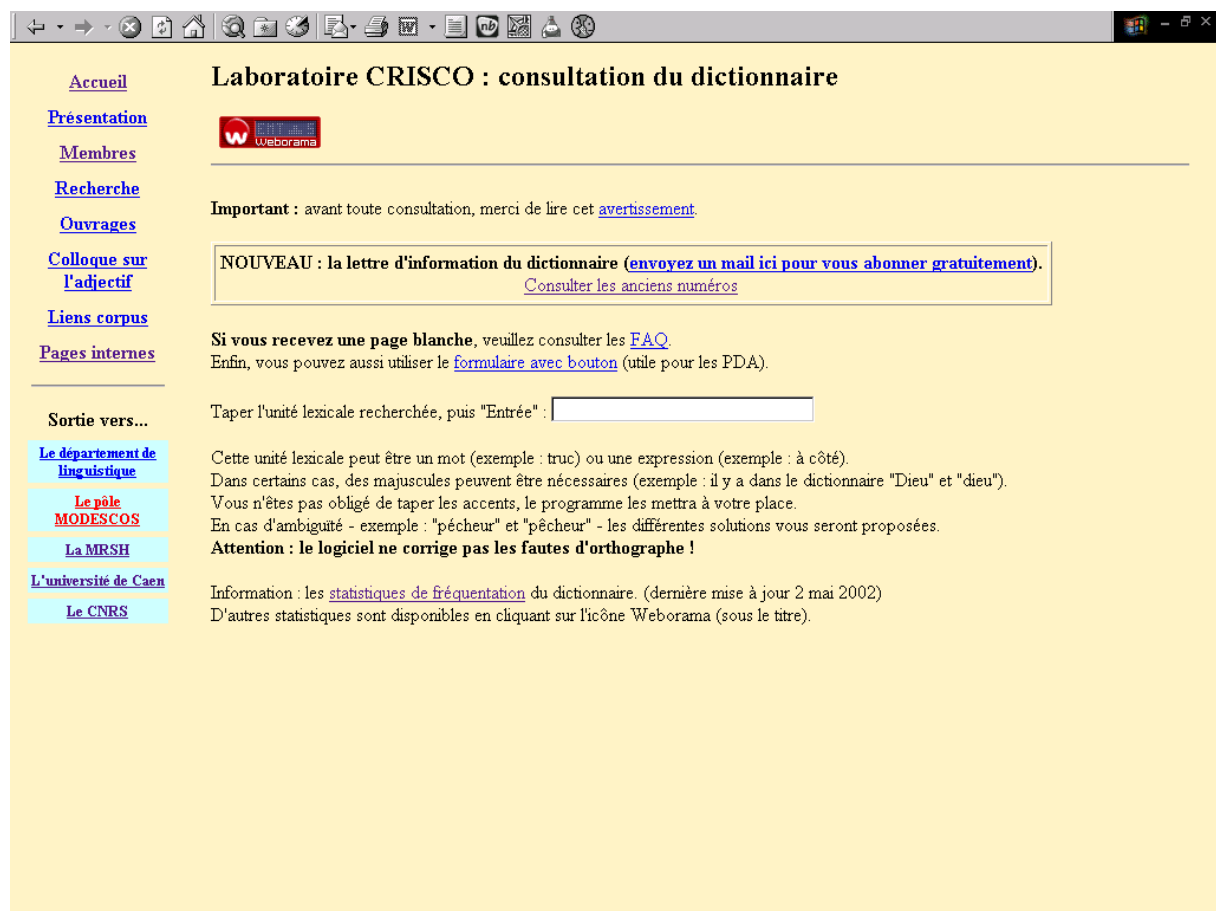 Accueil
Présentation
Membres
Recherche
Ouvrages
Colloque sur
l'adjectif
Liens corpus
Pages internes
Sortie vers...
Le département de
linguistique
Le pôle
MODESCOS
La MRSH
L'université de Caen
Le CNRS
Laboratoire CRISCO : consultation du dictionnaire
Weborama
Important : avant toute consultation, merci de lire cet avertissement.
NOUVEAU : la lettre d'information du dictionnaire (envoyez un mail ici pour vous abonner gratuitement).
Consulter les anciens numéros
Si vous recevez une page blanche, veuillez consulter les FAQ.
Enfin, vous pouvez aussi utiliser le formulaire avec bouton (utile pour les PDA).
Taper l'unité lexicale recherchée, puis "Entrée" :
Cette unité lexicale peut être un mot (exemple : truc) ou une expression (exemple : à côté).
Dans certains cas, des majuscules peuvent être nécessaires (exemple : il y a dans le dictionnaire "Dieu" et "dieu").
Vous n'êtes pas obligé de taper les accents, le programme les mettra à votre place.
En cas d'ambiguïté - exemple : "pécheur" et "pêcheur" - les différentes solutions vous seront proposées.
Attention : le logiciel ne corrige pas les fautes d'orthographe !
Information : les statistiques de fréquentation du dictionnaire. (dernière mise à jour 2 mai 2002)
D'autres statistiques sont disponibles en cliquant sur l'icône Weborama (sous le titre).